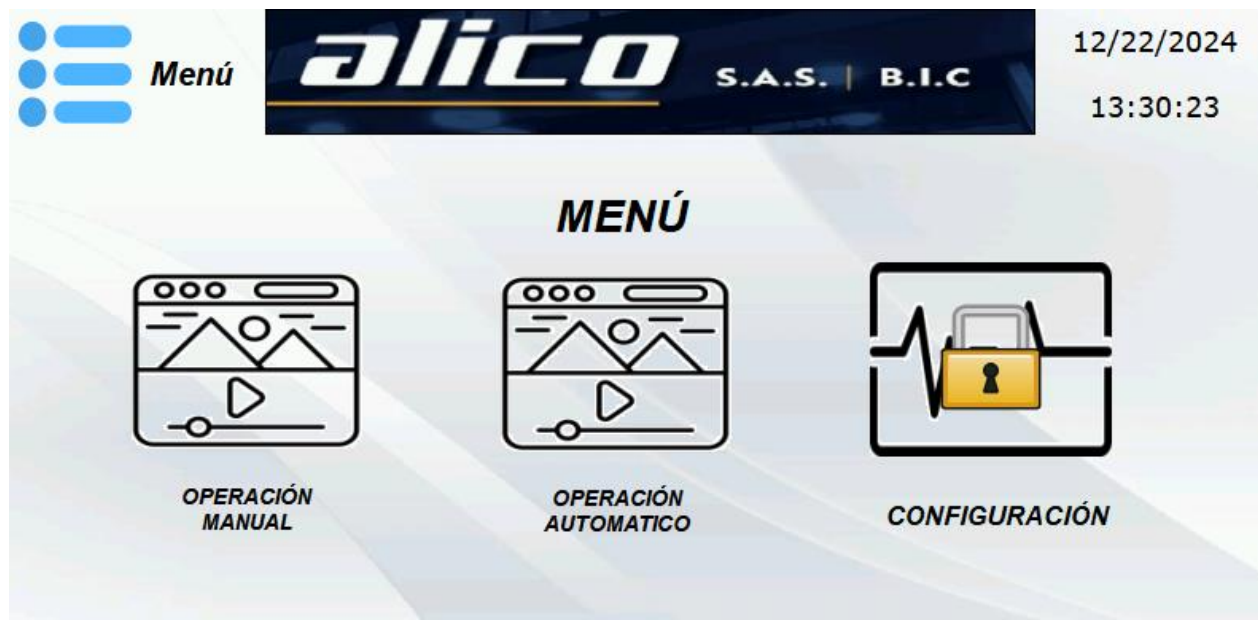 Menú
alico S.A.S. | B.I.C
12/22/2024
13:30:23
MENÚ
OPERACIÓN
MANUAL
OPERACIÓN
AUTOMATICO
CONFIGURACIÓN